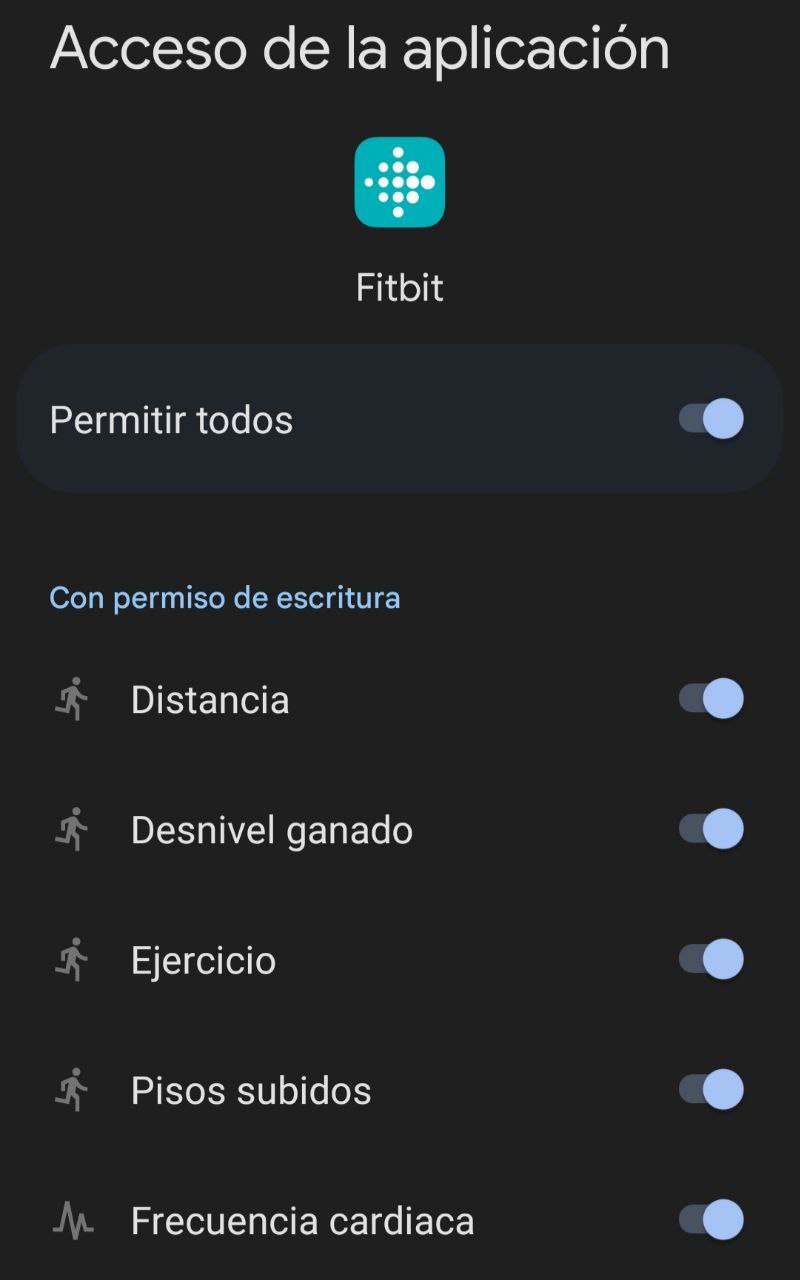 Acceso de la aplicación
Fitbit
Permitir todos
Con permiso de escritura
Distancia
Desnivel ganado
Ejercicio
Pisos subidos
Frecuencia cardiaca